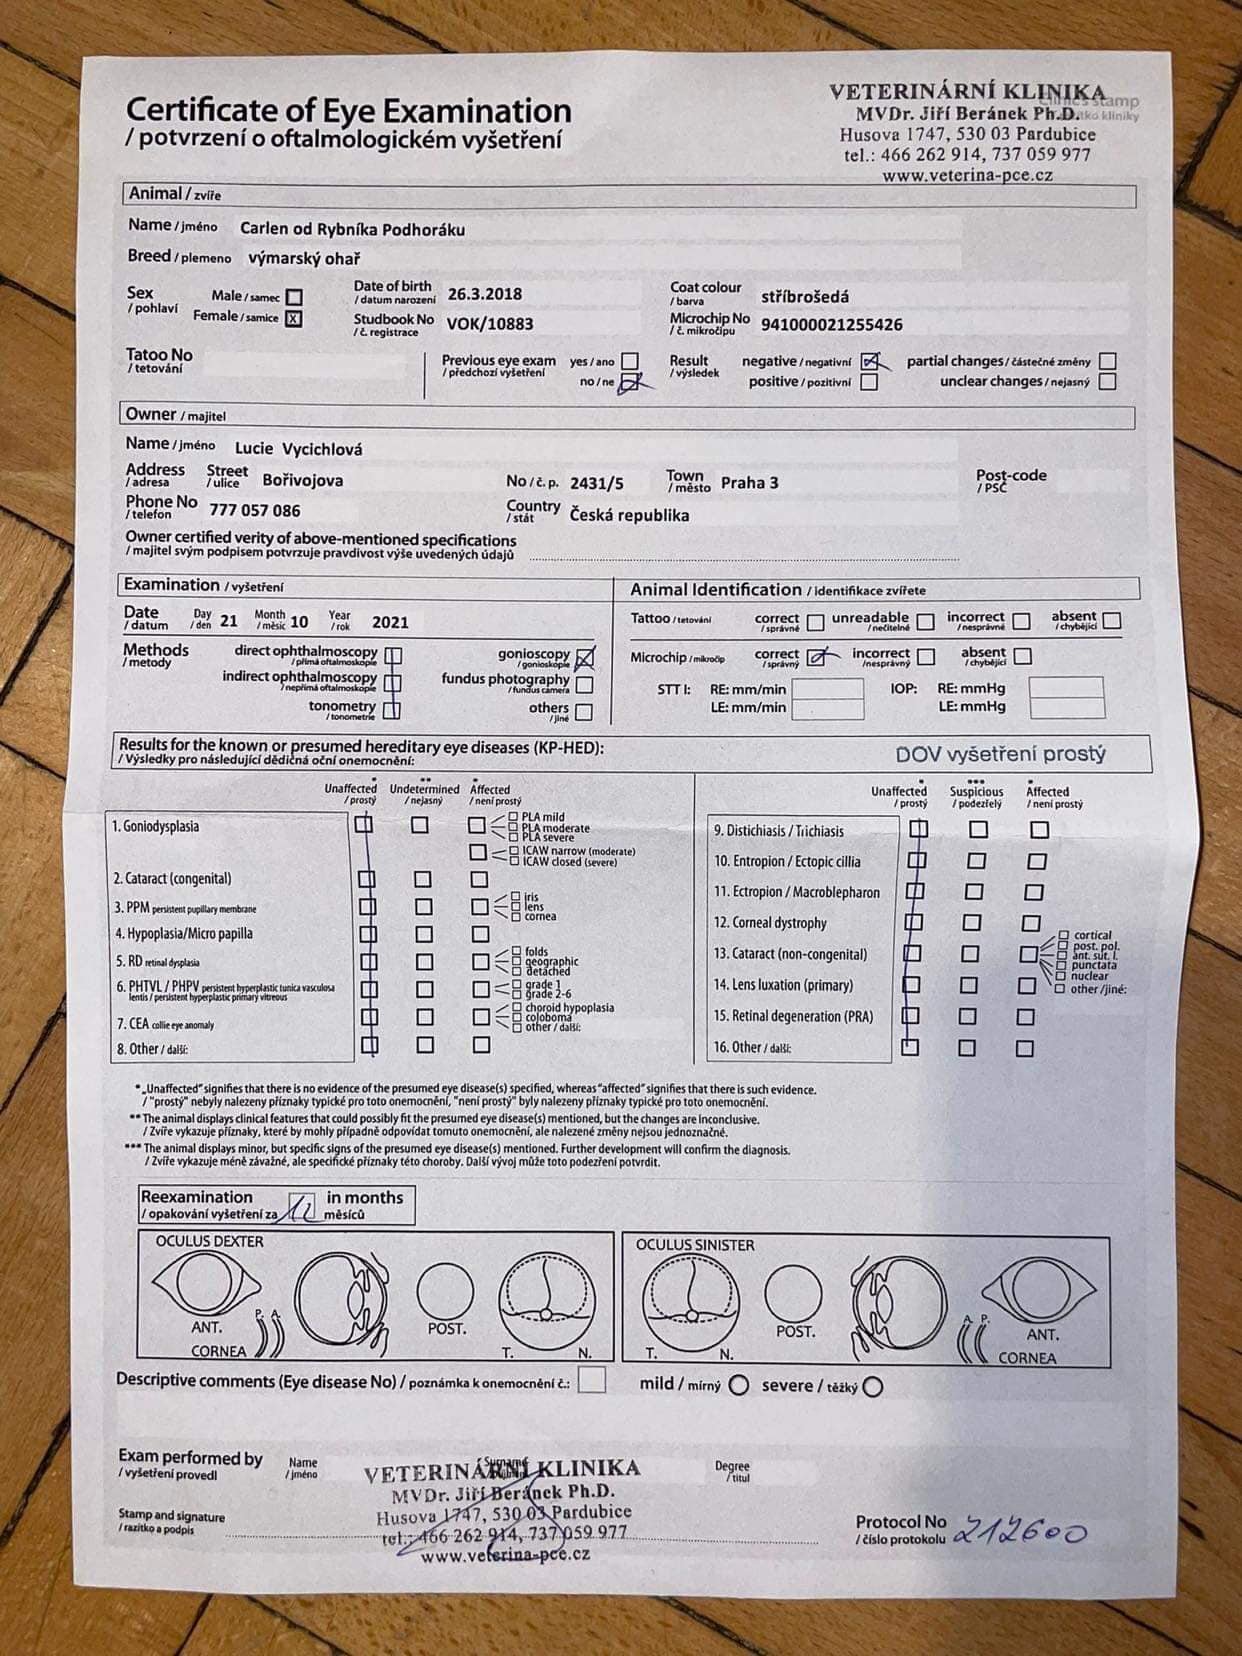 Certificate of Eye Examination
/ potvrzení o oftalmologickém vyšetření
VETERINÁRNÍ KLINIKA
MVDr. Jiří Beránek Ph.D.
Husova 1747, 530 03 Pardubice
tel.: 466 262 914, 737 059 977
www.veterina-pce.cz
Clinic's stamp
kliniky
Animal / zvíře
Name / jméno Carlen od Rybníka Podhoráku
Breed / plemeno výmarský ohař
Sex / pohlaví Male / samec Female / samice X
Date of birth / datum narození 26.3.2018
Coat colour / barva stříbrošedá
Studbook No / č. registrace VOK/10883
Microchip No / č. mikročipu 941000021255426
Tatoo No / tetování
Previous eye exam / předchozí vyšetření yes / ano no / ne
Result / výsledek negative / negativní positive / pozitivní partial changes / částečné změny unclear changes / nejasný
Owner / majitel
Name / jméno Lucie Vycichlová
Address / adresa Street / ulice Bořivojova No / č. p. 2431/5 Town / město Praha 3 Post-code / PSČ
Phone No / telefon 777 057 086 Country / stát Česká republika
Owner certified verity of above-mentioned specifications
/ majitel svým podpisem potvrzuje pravdivost výše uvedených údajů
Examination / vyšetření
Date / datum Day / den 21 Month / měsíc 10 Year / rok 2021
Methods / metody
direct ophthalmoscopy / přímá oftalmoskopie
gonioscopy / gonioskopie
indirect ophthalmoscopy / nepřímá oftalmoskopie
fundus photography / fundus camera
tonometry / tonometrie
others / jiné
Animal Identification / identifikace zvířete
Tattoo / tetování correct / správné unreadable / nečitelné incorrect / nesprávné absent / chybějící
Microchip / mikročip correct / správný incorrect / nesprávný absent / chybějící
STT I: RE: mm/min IOP: RE: mmHg
LE: mm/min LE: mmHg
Results for the known or presumed hereditary eye diseases (KP-HED):
/ Výsledky pro následující dědičná oční onemocnění:
DOV vyšetření prostý
* Unaffected / prostý ** Undetermined / nejasný * Affected / není prostý
1. Goniodysplasia
PLA mild
PLA moderate
PLA severe
ICAW narrow (moderate)
ICAW closed (severe)
2. Cataract (congenital)
3. PPM persistent pupillary membrane
iris
lens
cornea
4. Hypoplasia/Micro papilla
5. RD retinal dysplasia
folds
geographic
detached
6. PHTVL / PHPV persistent hyperplastic tunica vasculosa
lentis / persistent hyperplastic primary vitreous
grade 1
grade 2-6
7. CEA collie eye anomaly
choroid hypoplasia
coloboma
other / další:
8. Other / další:
* Unaffected / prostý *** Suspicious / podezřelý * Affected / není prostý
9. Distichiasis / Trichiasis
10. Entropion / Ectopic cillia
11. Ectropion / Macroblepharon
12. Corneal dystrophy
13. Cataract (non-congenital)
cortical
post. pol.
ant. sut. l.
punctata
nuclear
other /jiné:
14. Lens luxation (primary)
15. Retinal degeneration (PRA)
16. Other / další:
* „Unaffected" signifies that there is no evidence of the presumed eye disease(s) specified, whereas "affected" signifies that there is such evidence.
/ "prostý" nebyly nalezeny příznaky typické pro toto onemocnění, "není prostý" byly nalezeny příznaky typické pro toto onemocnění.
** The animal displays clinical features that could possibly fit the presumed eye disease(s) mentioned, but the changes are inconclusive.
/ Zvíře vykazuje příznaky, které by mohly případně odpovídat tomuto onemocnění, ale nalezené změny nejsou jednoznačné.
*** The animal displays minor, but specific signs of the presumed eye disease(s) mentioned. Further development will confirm the diagnosis.
/ Zvíře vykazuje méně závažné, ale specifické příznaky této choroby. Další vývoj může toto podezření potvrdit.
Reexamination in months
/ opakování vyšetření za 12 měsíců
OCULUS DEXTER
ANT.
CORNEA
P. A.
POST.
T. N.
OCULUS SINISTER
T. N.
POST.
A. P.
ANT.
CORNEA
Descriptive comments (Eye disease No) / poznámka k onemocnění č.: mild / mírný severe / těžký
Exam performed by / vyšetření provedl Name / jméno Surname Degree / titul
VETERINÁRNÍ KLINIKA
MVDr. Jiří Beránek Ph.D.
Husova 1747, 530 03 Pardubice
tel.: 466 262 914, 737 059 977
www.veterina-pce.cz
Stamp and signature / razítko a podpis
Protocol No / číslo protokolu 212600